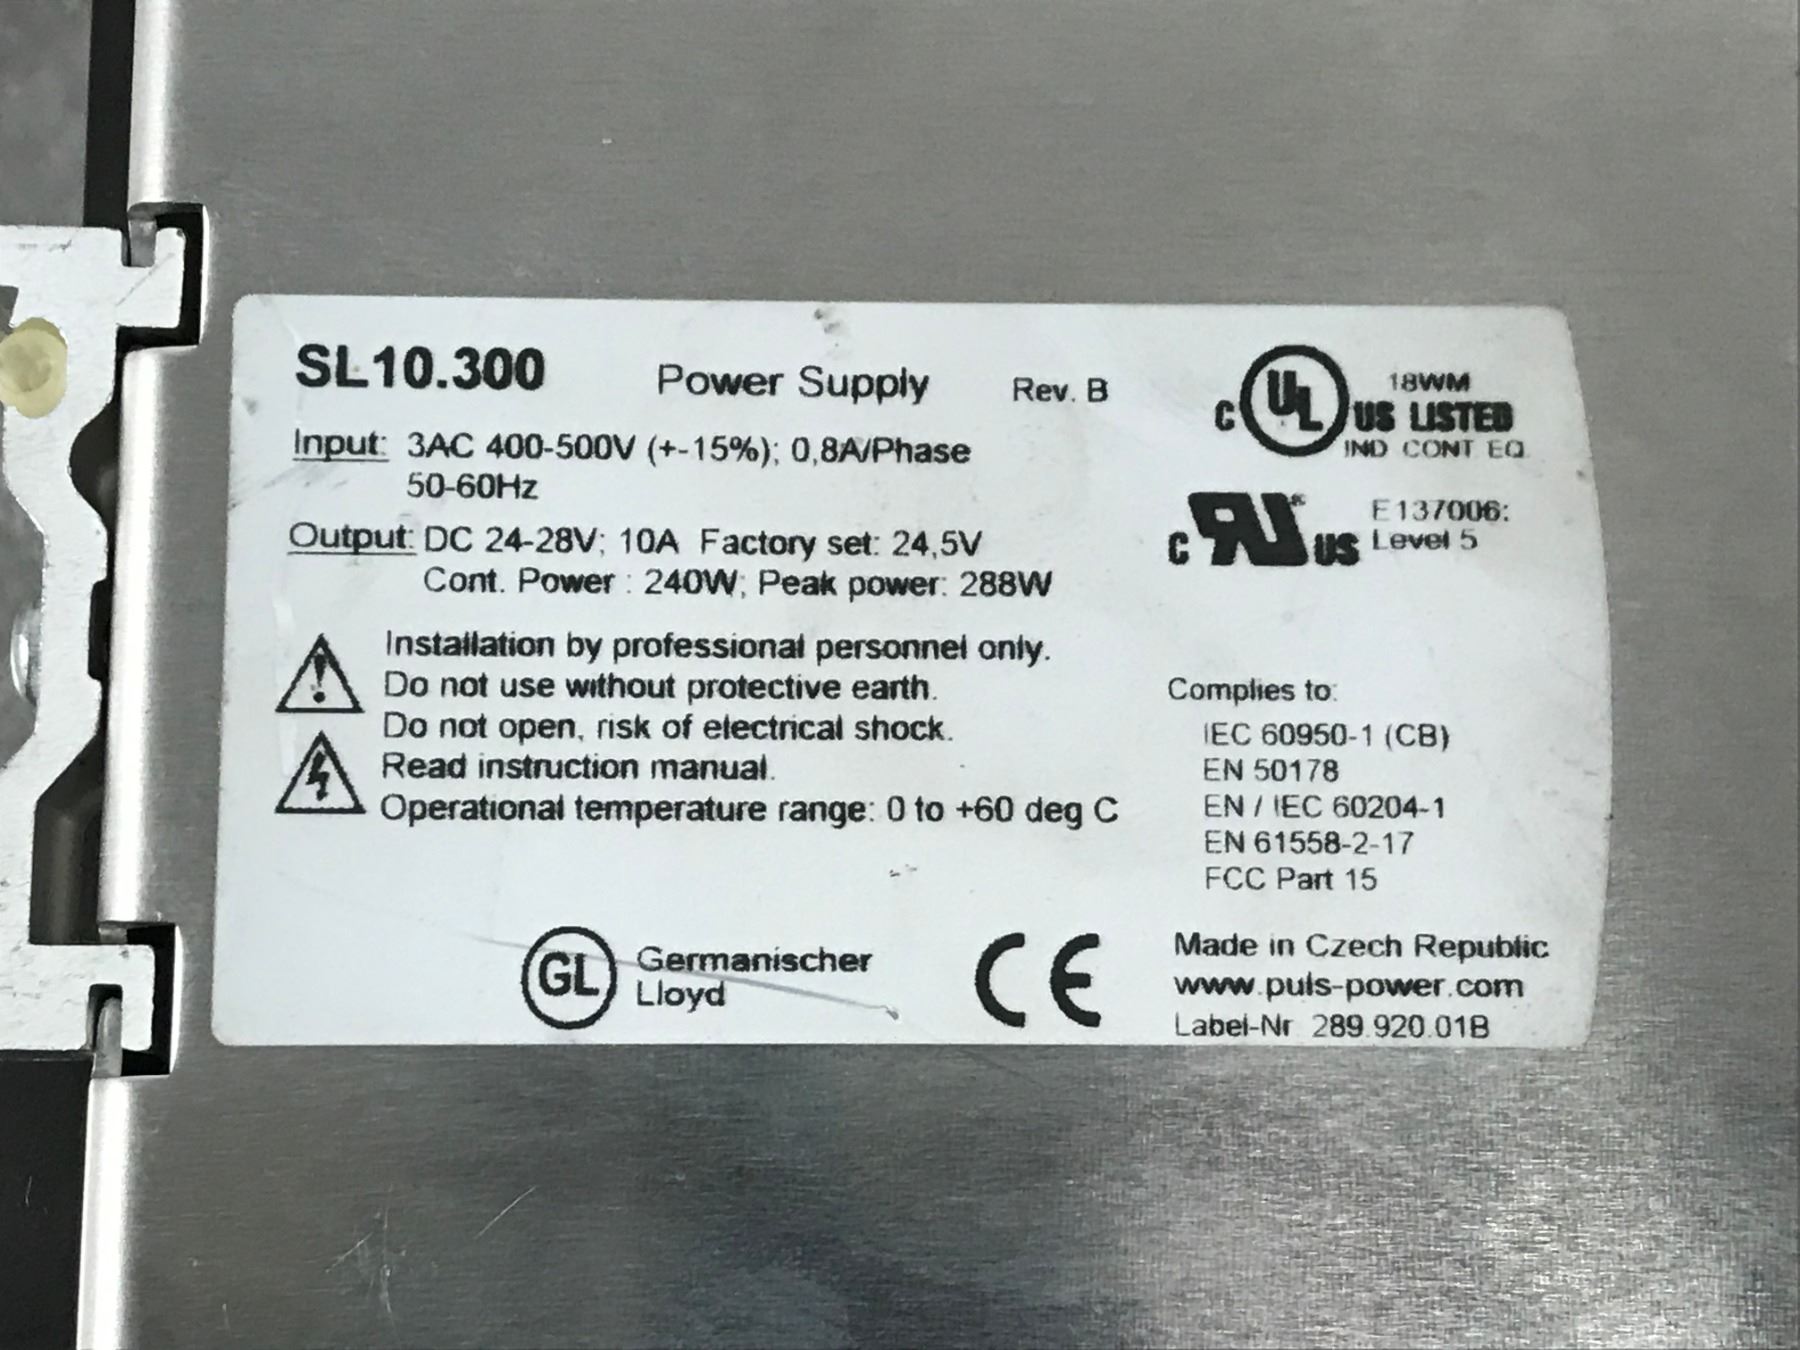 SL10.300 Power Supply Rev. B
Input: 3AC 400-500V (+-15%); 0,8A/Phase
50-60Hz
Output: DC 24-28V; 10A Factory set: 24,5V
Cont. Power : 240W; Peak power: 288W
Installation by professional personnel only.
Do not use without protective earth.
Do not open, risk of electrical shock.
Read instruction manual.
Operational temperature range: 0 to +60 deg C
GL Germanischer
Lloyd
CE
C UL US LISTED
18WM
IND CONT EQ
C RU ® US
E137006:
Level 5
Complies to:
IEC 60950-1 (CB)
EN 50178
EN / IEC 60204-1
EN 61558-2-17
FCC Part 15
Made in Czech Republic
www.puls-power.com
Label-Nr 289.920.01B